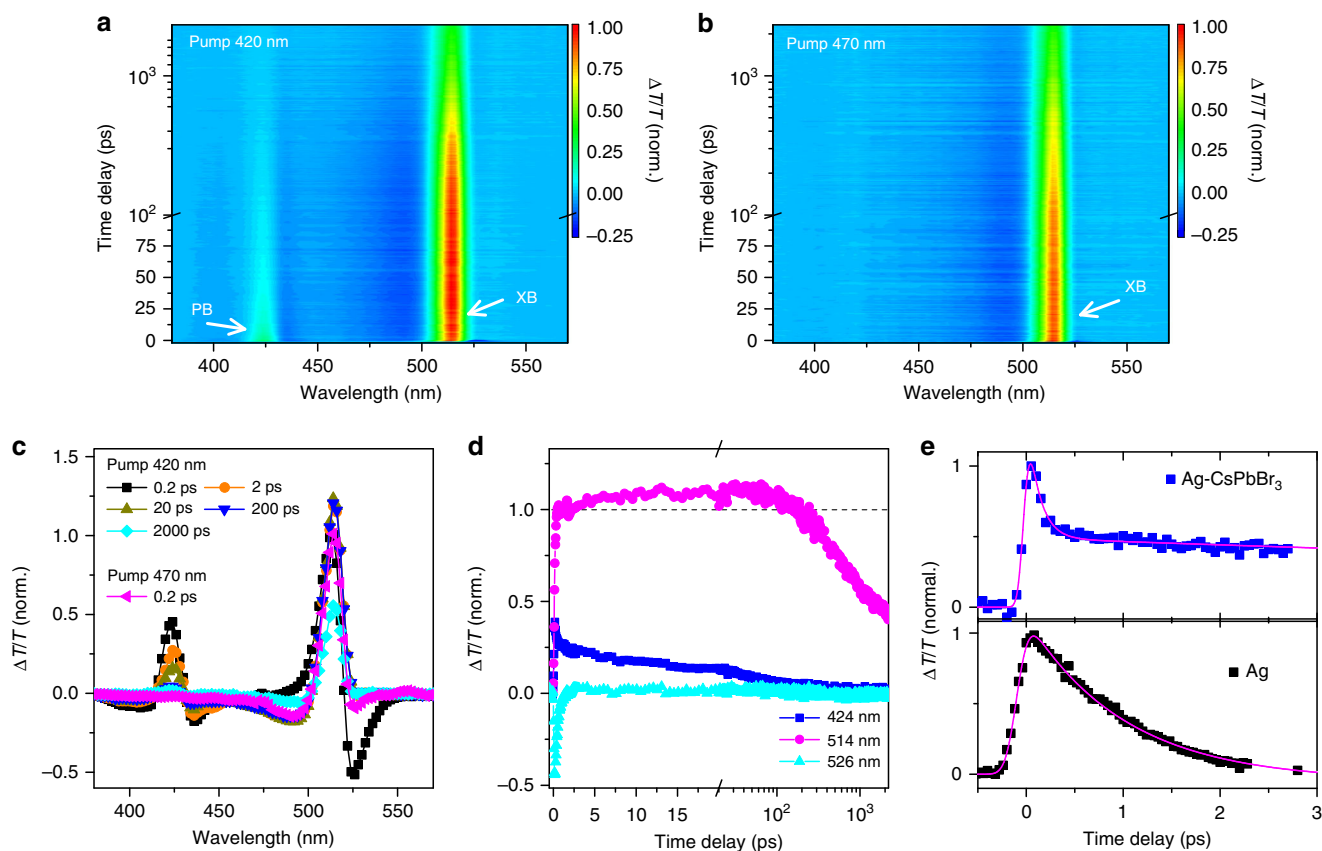 a
Pump 420 nm
PB
XB
Time delay (ps)
10³
10²
75
50
25
0
400
450
500
550
Wavelength (nm)
1.00
0.75
0.50
0.25
0.00
−0.25
ΔT/T (norm.)
b
Pump 470 nm
XB
Time delay (ps)
10³
10²
75
50
25
0
400
450
500
550
Wavelength (nm)
1.00
0.75
0.50
0.25
0.00
−0.25
ΔT/T (norm.)
c
Pump 420 nm
0.2 ps 2 ps
20 ps 200 ps
2000 ps
Pump 470 nm
0.2 ps
ΔT/T (norm.)
1.5
1.0
0.5
0.0
−0.5
400
450
500
550
Wavelength (nm)
d
ΔT/T (norm.)
1.0
0.5
0.0
−0.5
424 nm
514 nm
526 nm
0
5
10
15
10²
10³
Time delay (ps)
e
Ag-CsPbBr₃
Ag
ΔT/T (normal.)
1
0
1
0
0
1
2
3
Time delay (ps)